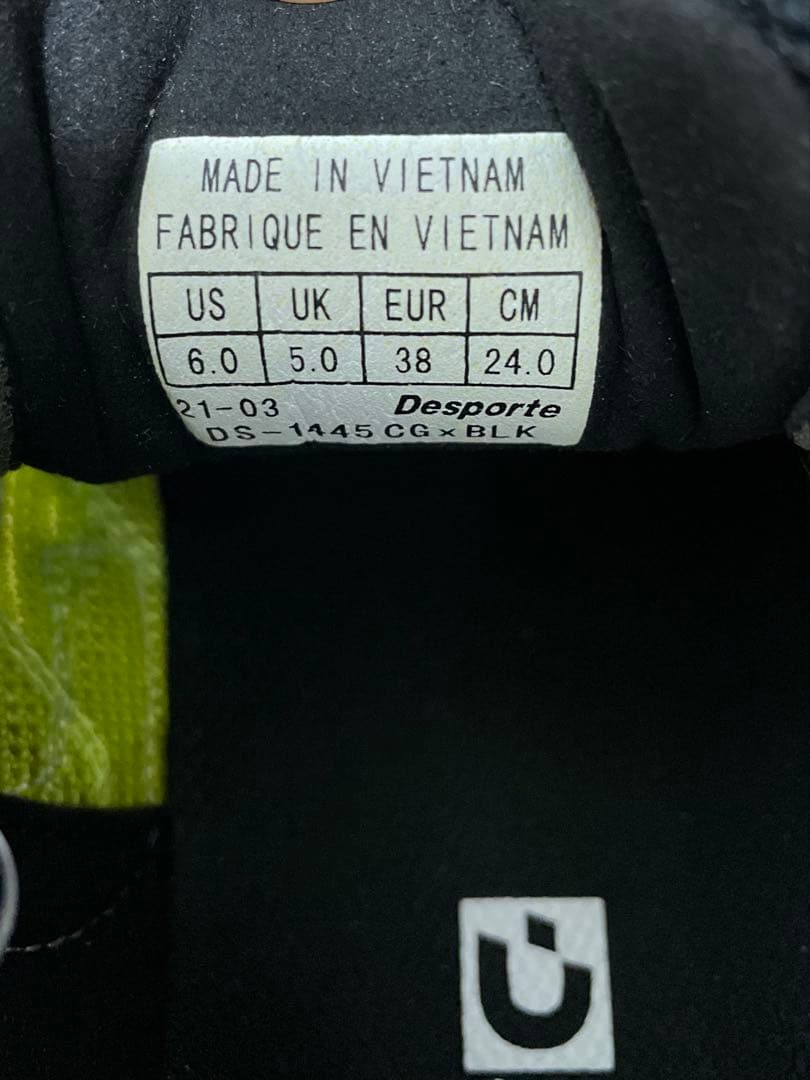 MADE IN VIETNAM
FABRIQUE EN VIETNAM
US UK EUR CM
6.0 5.0 38 24.0
21-03 Desporte
DS-1445 CG×BLK